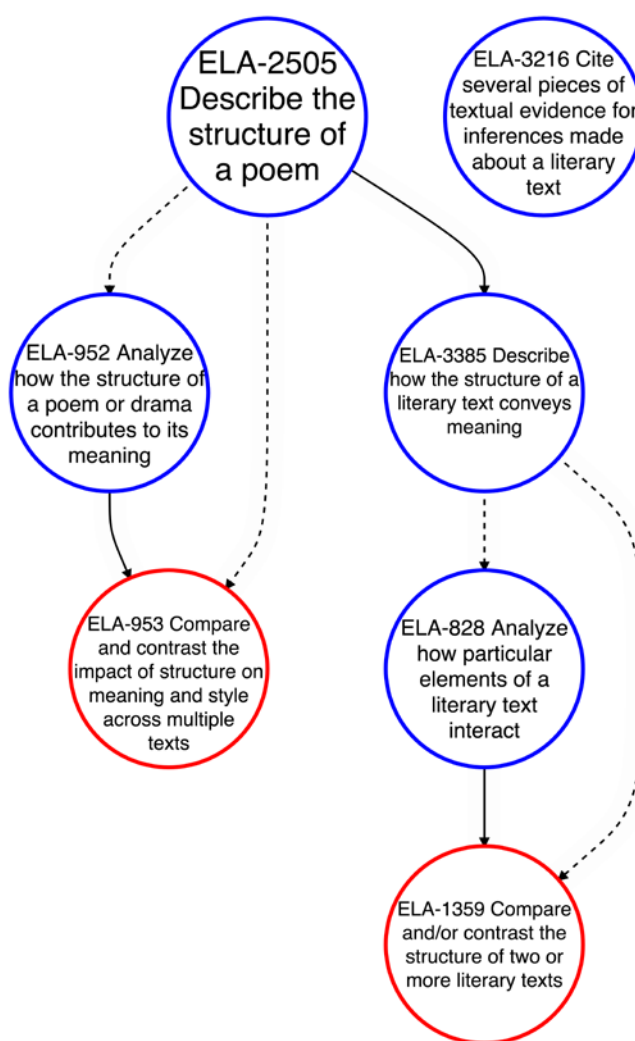 ELA-2505
Describe the
structure of
a poem
ELA-3216 Cite
several pieces of
textual evidence for
inferences made
about a literary
text
ELA-952 Analyze
how the structure of
a poem or drama
contributes to its
meaning
ELA-3385 Describe
how the structure of a
literary text conveys
meaning
ELA-953 Compare
and contrast the
impact of structure on
meaning and style
across multiple
texts
ELA-828 Analyze
how particular
elements of a
literary text
interact
ELA-1359 Compare
and/or contrast the
structure of two or
more literary texts